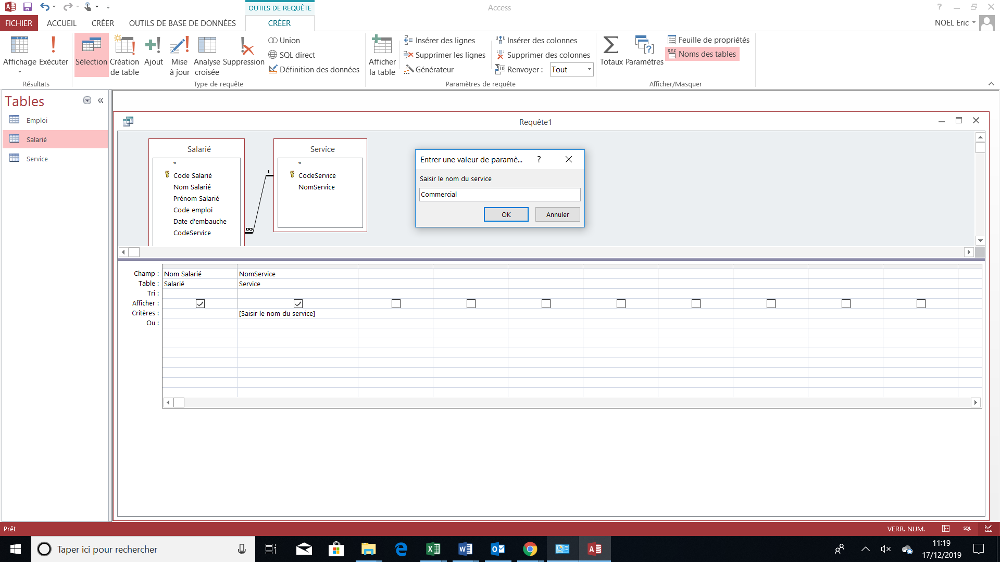 OUTILS DE REQUÊTE
Access
?
FICHIER ACCUEIL CRÉER OUTILS DE BASE DE DONNÉES CRÉER
NOEL Eric
Affichage Exécuter
Résultats
Sélection Création de table Ajout Mise à jour Analyse croisée Suppression
Union
SQL direct
Définition des données
Type de requête
Afficher la table
Insérer des lignes
Supprimer les lignes
Générateur
Insérer des colonnes
Supprimer des colonnes
Renvoyer : Tout
Paramètres de requête
Totaux Paramètres
Feuille de propriétés
XYZ Noms des tables
Afficher/Masquer
Tables
Emploi
Salarié
Service
Requête1
Salarié
*
Code Salarié
Nom Salarié
Prénom Salarié
Code emploi
Date d'embauche
CodeService
1
∞
Service
*
CodeService
NomService
Entrer une valeur de paramè... ?
Saisir le nom du service
Commercial
OK Annuler
Champ : Nom Salarié NomService
Table : Salarié Service
Tri :
Afficher :
Critères : [Saisir le nom du service]
Ou :
Prêt
VERR. NUM. SQL
Taper ici pour rechercher
11:19
17/12/2019